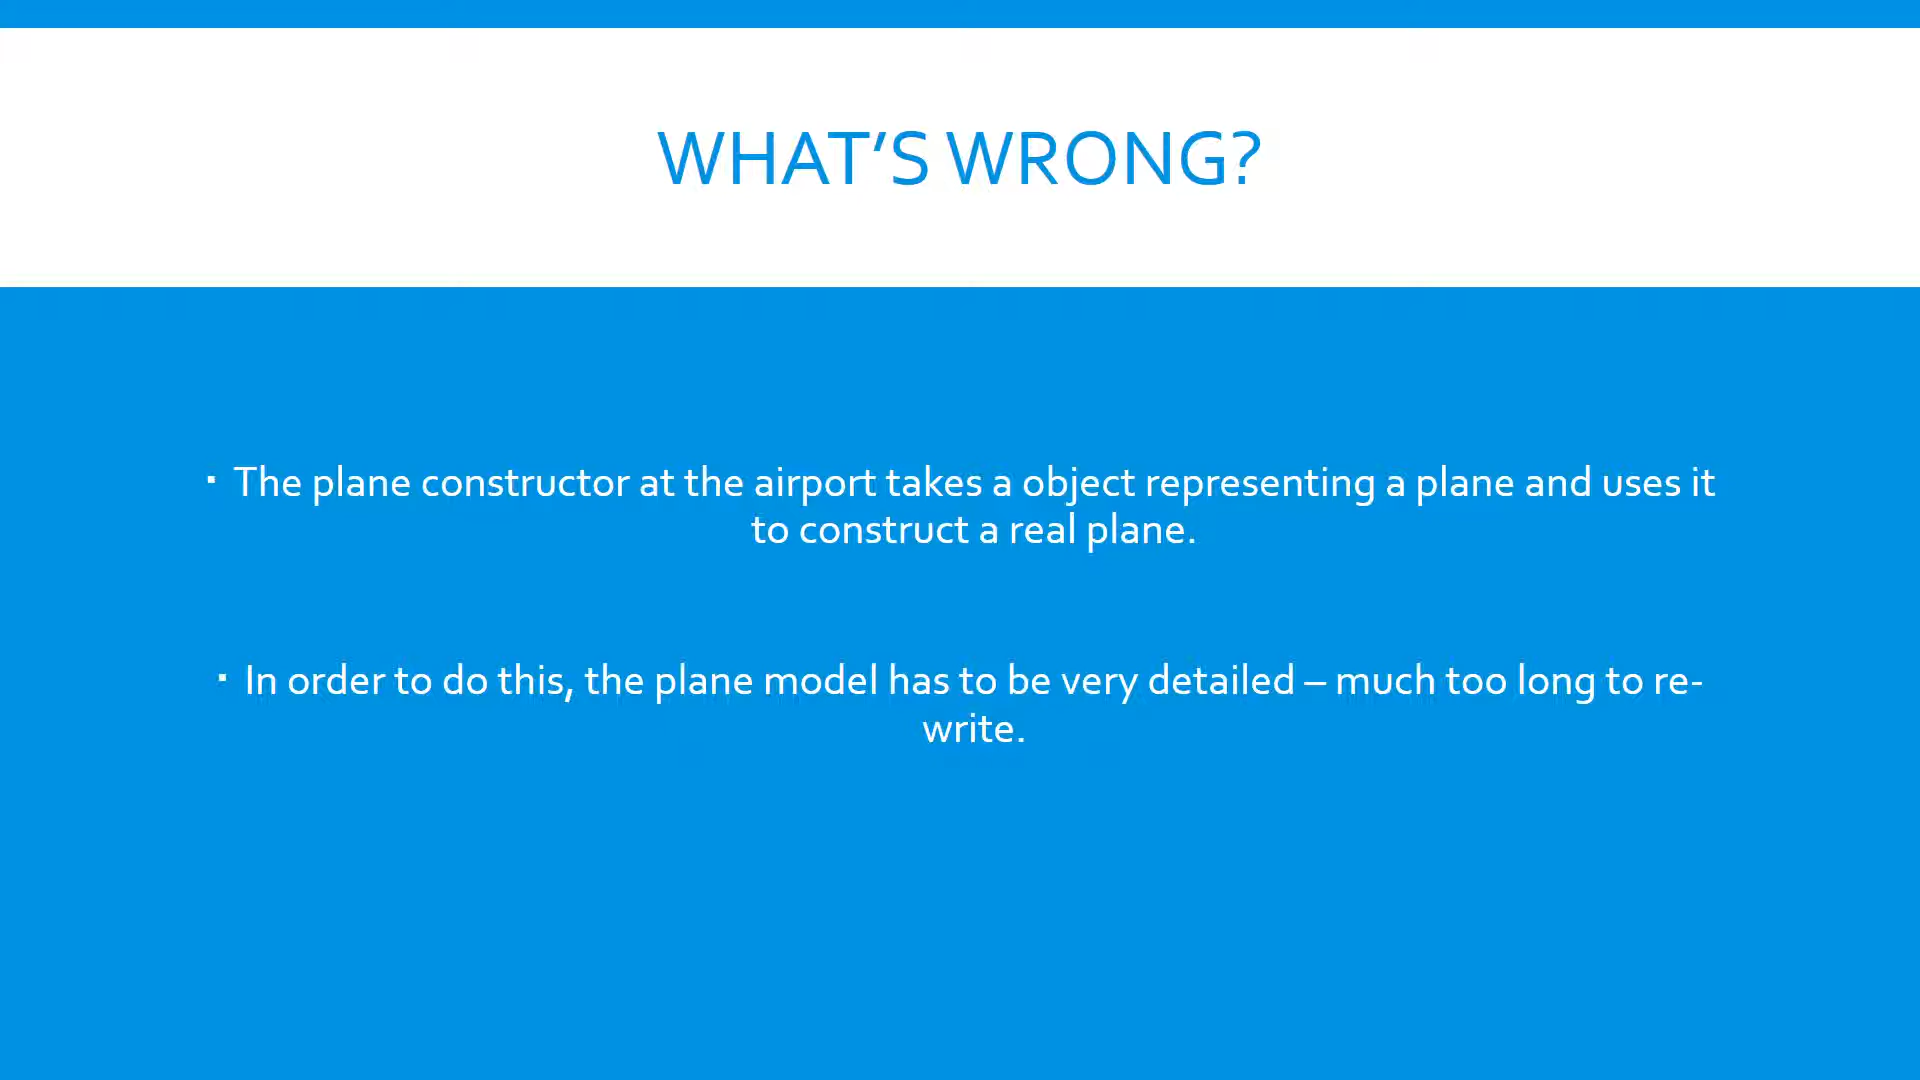 WHAT’S WRONG?
▪ The plane constructor at the airport takes a object representing a plane and uses it
to construct a real plane.
▪ In order to do this, the plane model has to be very detailed – much too long to re-
write.